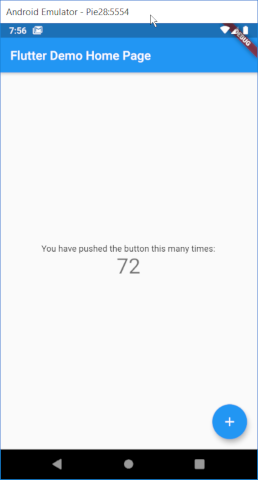 Android Emulator - Pie28:5554
7:56
DEBUG
Flutter Demo Home Page
You have pushed the button this many times:
72